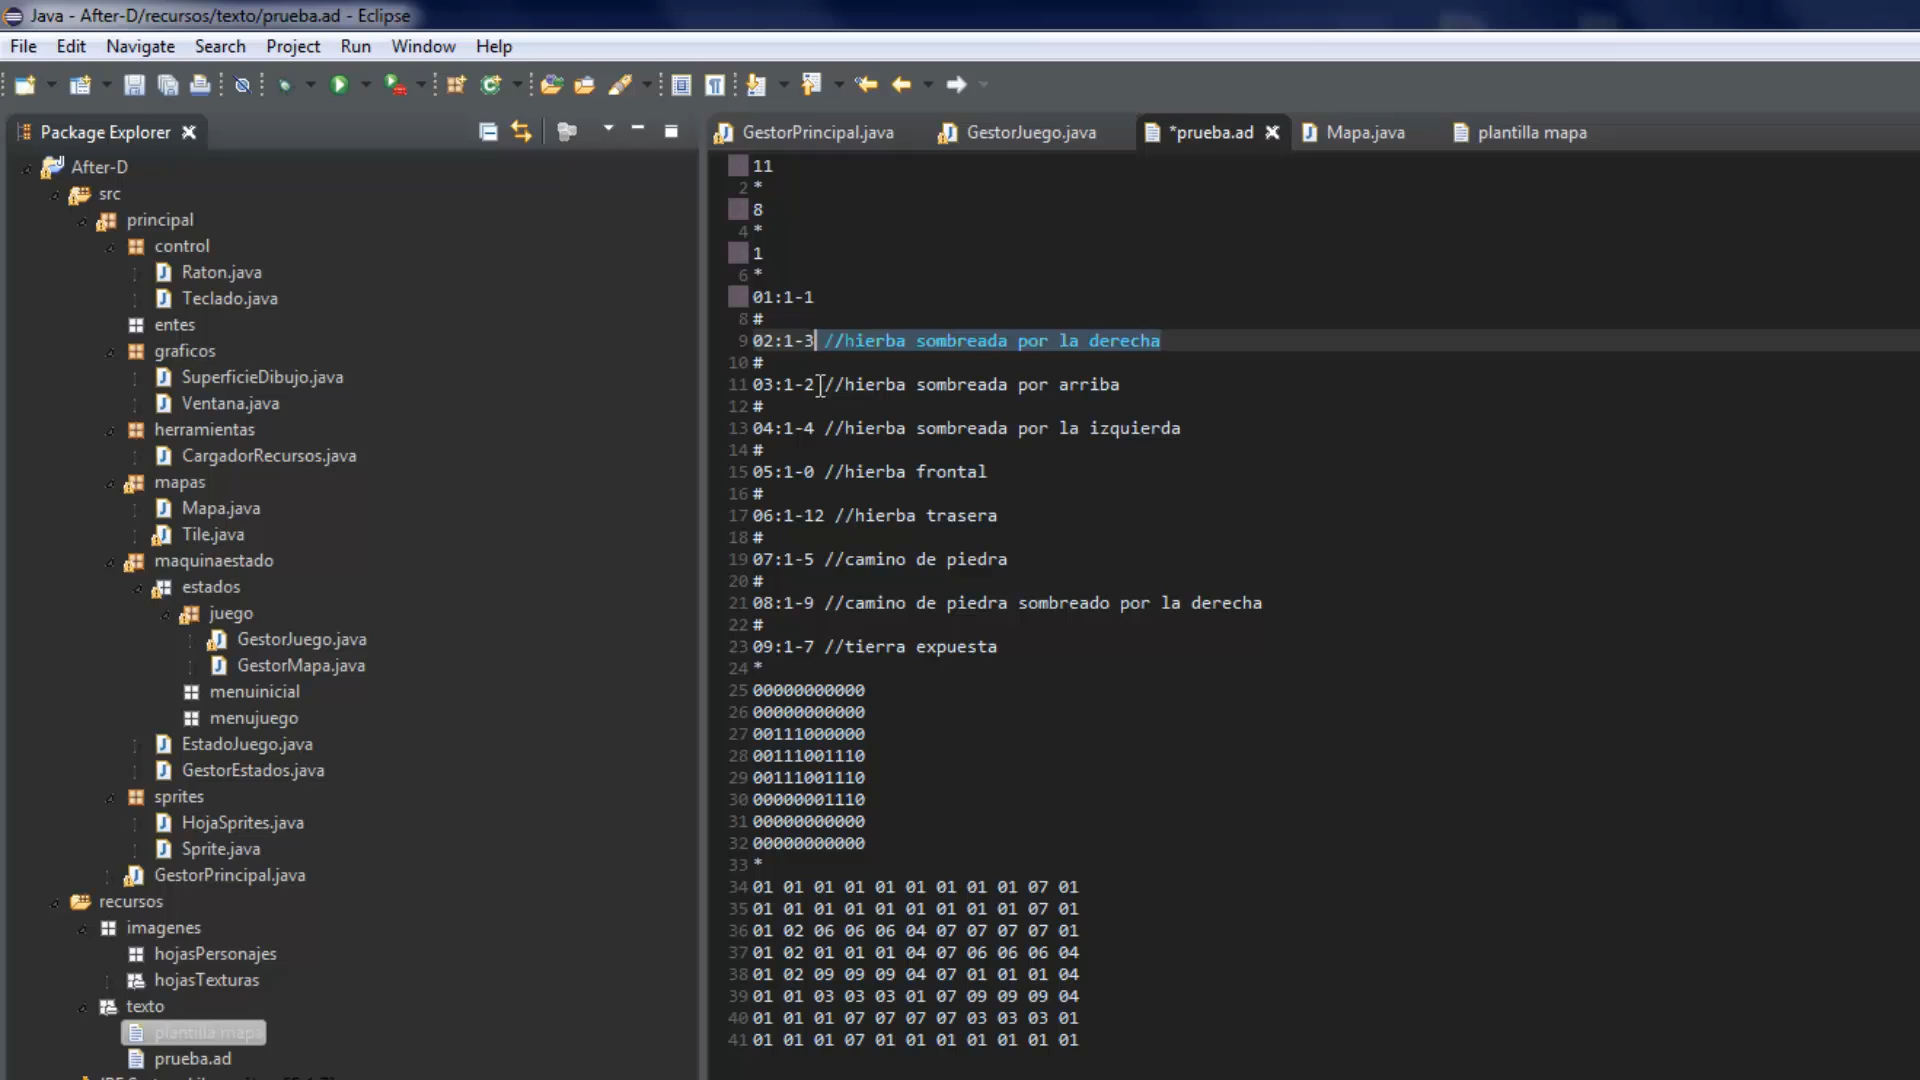 Java - After-D/recursos/texto/prueba.ad - Eclipse
File Edit Navigate Search Project Run Window Help
Package Explorer
After-D
src
principal
control
Raton.java
Teclado.java
entes
graficos
SuperficieDibujo.java
Ventana.java
herramientas
CargadorRecursos.java
mapas
Mapa.java
Tile.java
maquinaestado
estados
juego
GestorJuego.java
GestorMapa.java
menuinicial
menujuego
EstadoJuego.java
GestorEstados.java
sprites
HojaSprites.java
Sprite.java
GestorPrincipal.java
recursos
imagenes
hojasPersonajes
hojasTexturas
texto
plantilla mapa
prueba.ad
GestorPrincipal.java GestorJuego.java *prueba.ad Mapa.java plantilla mapa
11
2 *
8
4 *
1
6 *
01:1-1
8 #
9 02:1-3 //hierba sombreada por la derecha
10 #
11 03:1-2 //hierba sombreada por arriba
12 #
13 04:1-4 //hierba sombreada por la izquierda
14 #
15 05:1-0 //hierba frontal
16 #
17 06:1-12 //hierba trasera
18 #
19 07:1-5 //camino de piedra
20 #
21 08:1-9 //camino de piedra sombreado por la derecha
22 #
23 09:1-7 //tierra expuesta
24 *
25 00000000000
26 00000000000
27 00111000000
28 00111001110
29 00111001110
30 00000001110
31 00000000000
32 00000000000
33 *
34 01 01 01 01 01 01 01 01 01 07 01
35 01 01 01 01 01 01 01 01 01 07 01
36 01 02 06 06 06 04 07 07 07 07 01
37 01 02 01 01 01 04 07 06 06 06 04
38 01 02 09 09 09 04 07 01 01 01 04
39 01 01 03 03 03 01 07 09 09 09 04
40 01 01 01 07 07 07 07 03 03 03 01
41 01 01 01 07 01 01 01 01 01 01 01